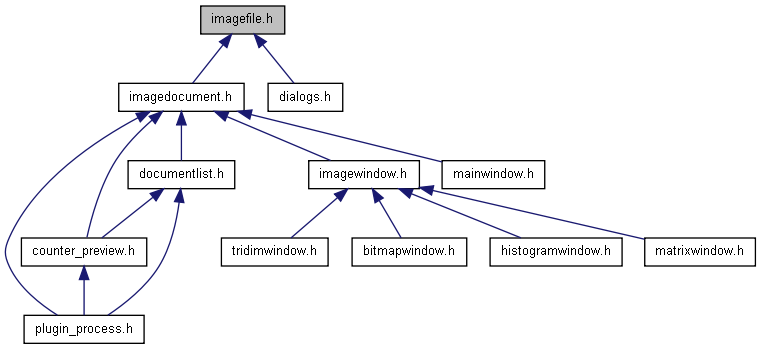 imagefile.h
imagedocument.h
dialogs.h
documentlist.h
imagewindow.h
mainwindow.h
counter_preview.h
tridimwindow.h
bitmapwindow.h
histogramwindow.h
matrixwindow.h
plugin_process.h